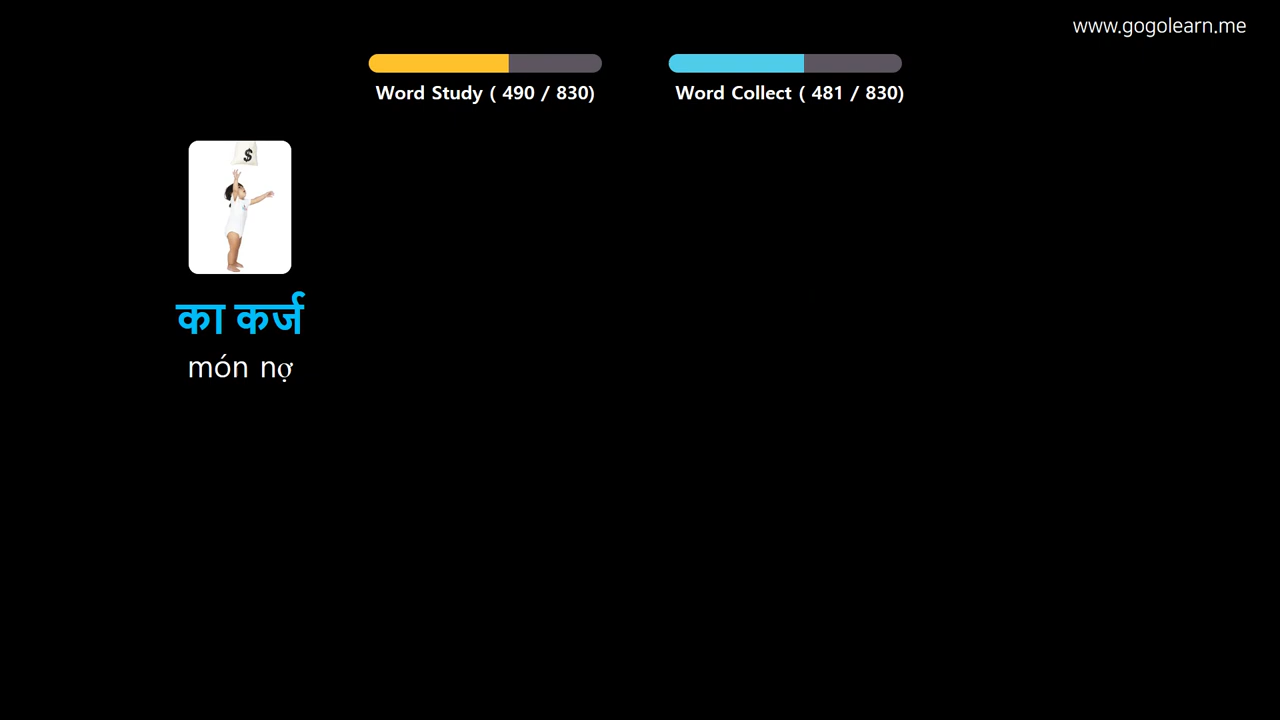 www.gogolearn.me
Word Study ( 490 / 830)
Word Collect ( 481 / 830)
$
का कर्ज
món nợ